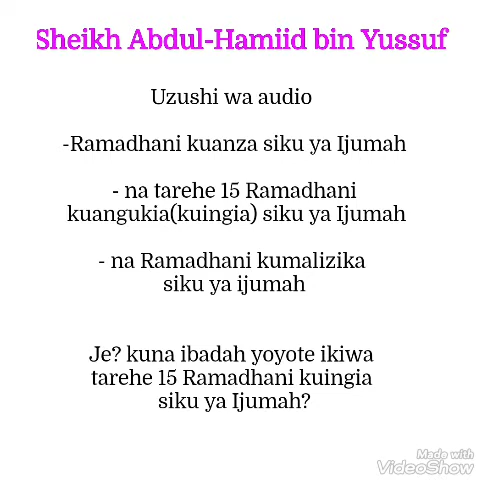 Sheikh Abdul-Hamiid bin Yussuf
Uzushi wa audio
-Ramadhani kuanza siku ya Ijumah
- na tarehe 15 Ramadhani
kuangukia(kuingia) siku ya Ijumah
- na Ramadhani kumalizika
siku ya ijumah
Je? kuna ibadah yoyote ikiwa
tarehe 15 Ramadhani kuingia
siku ya Ijumah?
Made with
VideoShow